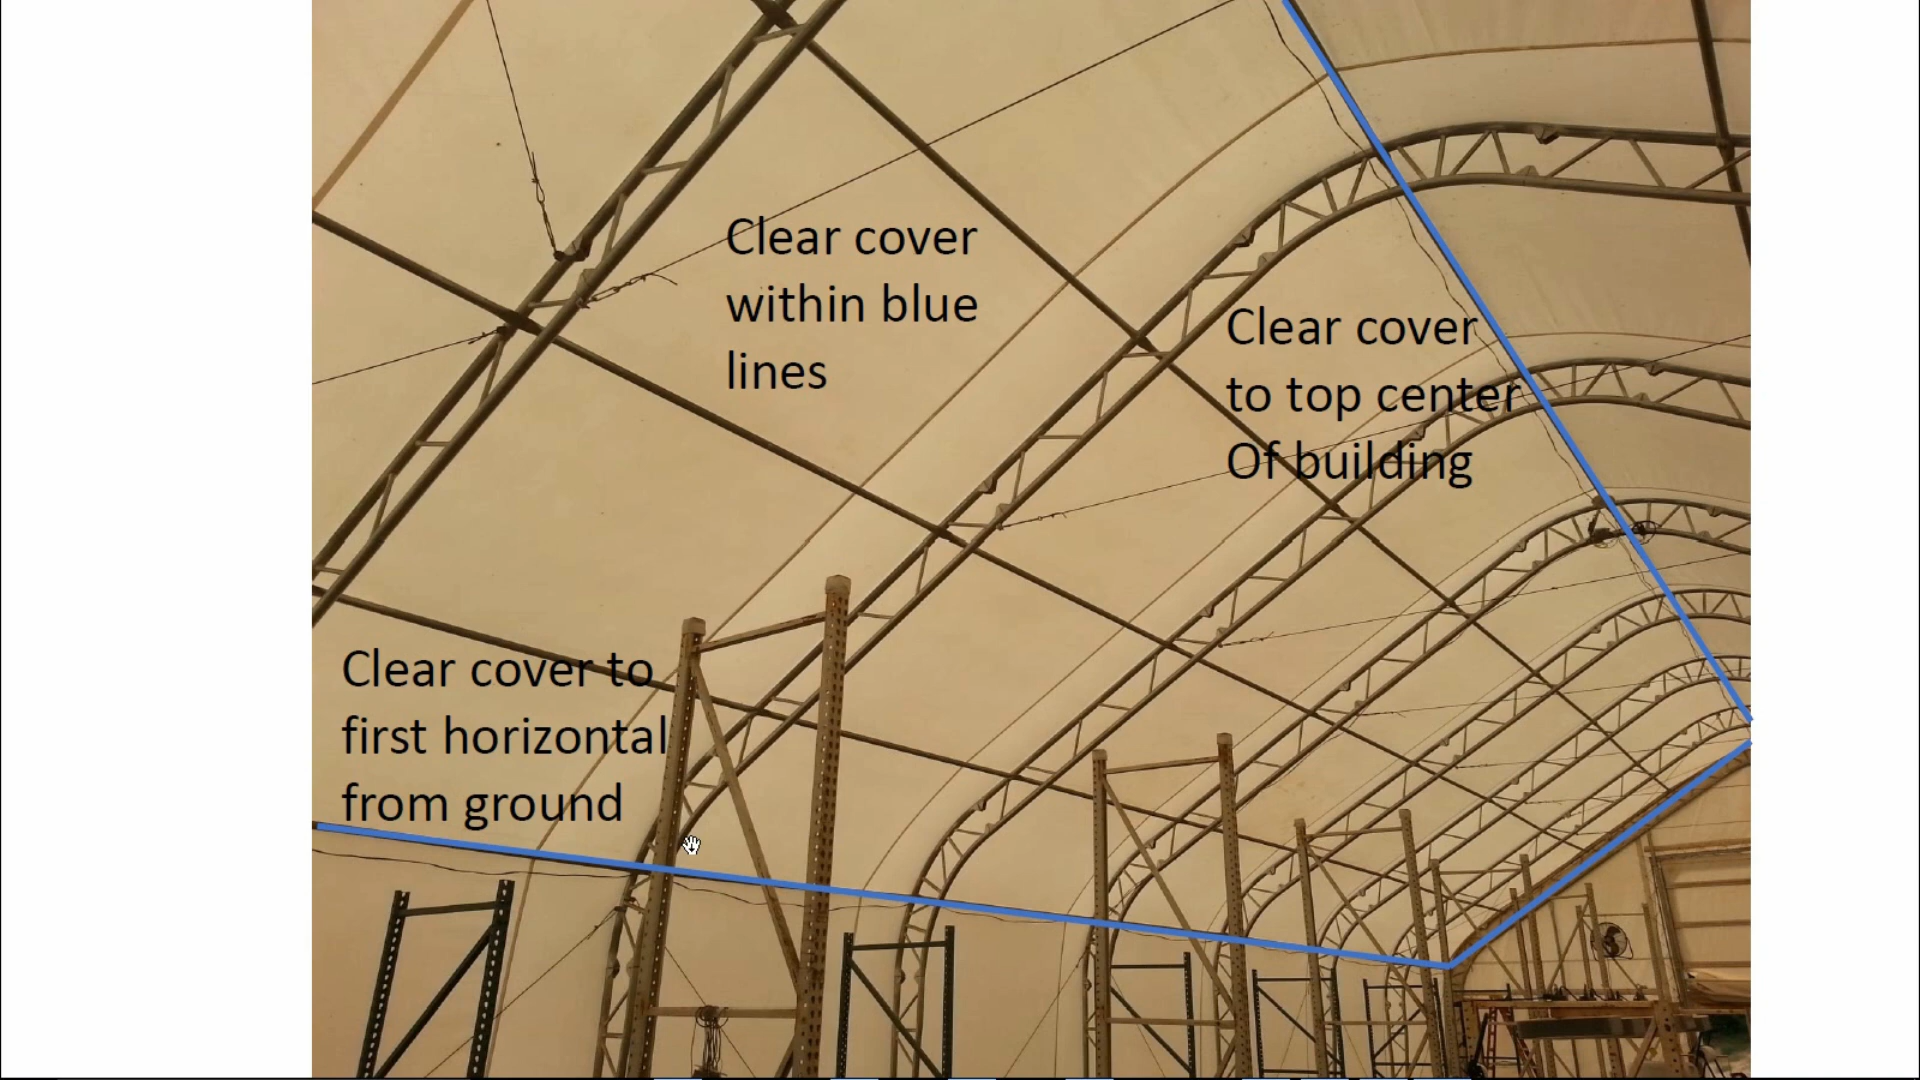 Clear cover
within blue
lines
Clear cover
to top center
Of building
Clear cover to
first horizontal
from ground